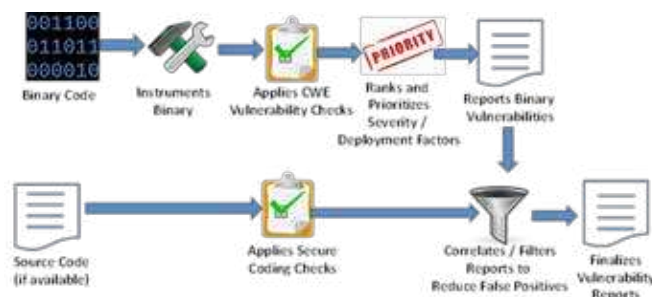 001100
011011
000010
Binary Code
Instruments
Binary
Applies CWE
Vulnerability Checks
PRIORITY
Ranks and
Prioritizes
Severity /
Deployment Factors
Reports Binary
Vulnerabilities
Source Code
(if available)
Applies Secure
Coding Checks
Correlates / Filters
Reports to
Reduce False Positives
Finalizes
Vulnerability
Reports